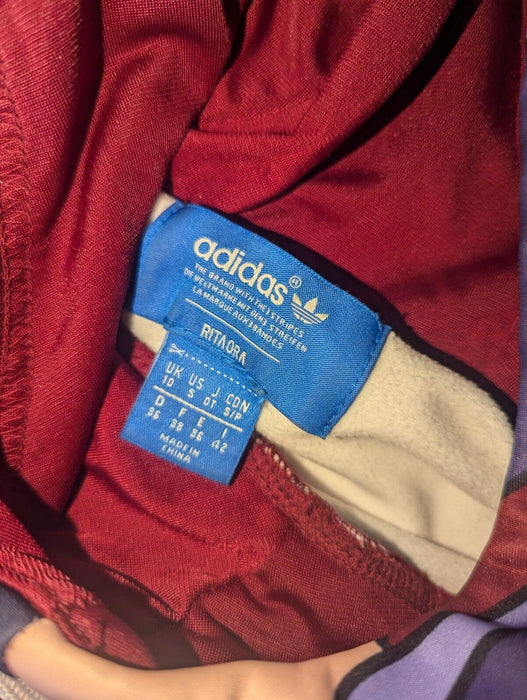 adidas ®
THE BRAND WITH THE 3 STRIPES
DIE WELTMARKE MIT DEN 3 STREIFEN
LA MARQUE AUX 3 BANDES
RITA ORA
UK US J CDN
10 S OT S/P
D F E I
36 38 36 42
MADE IN
CHINA